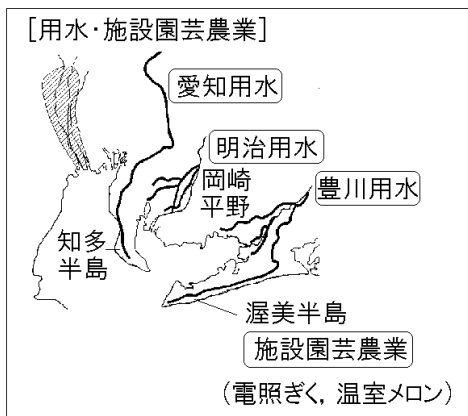 [用水・施設園芸農業]
愛知用水
明治用水
岡崎
平野
豊川用水
知多
半島
渥美半島
施設園芸農業
(電照ぎく, 温室メロン)